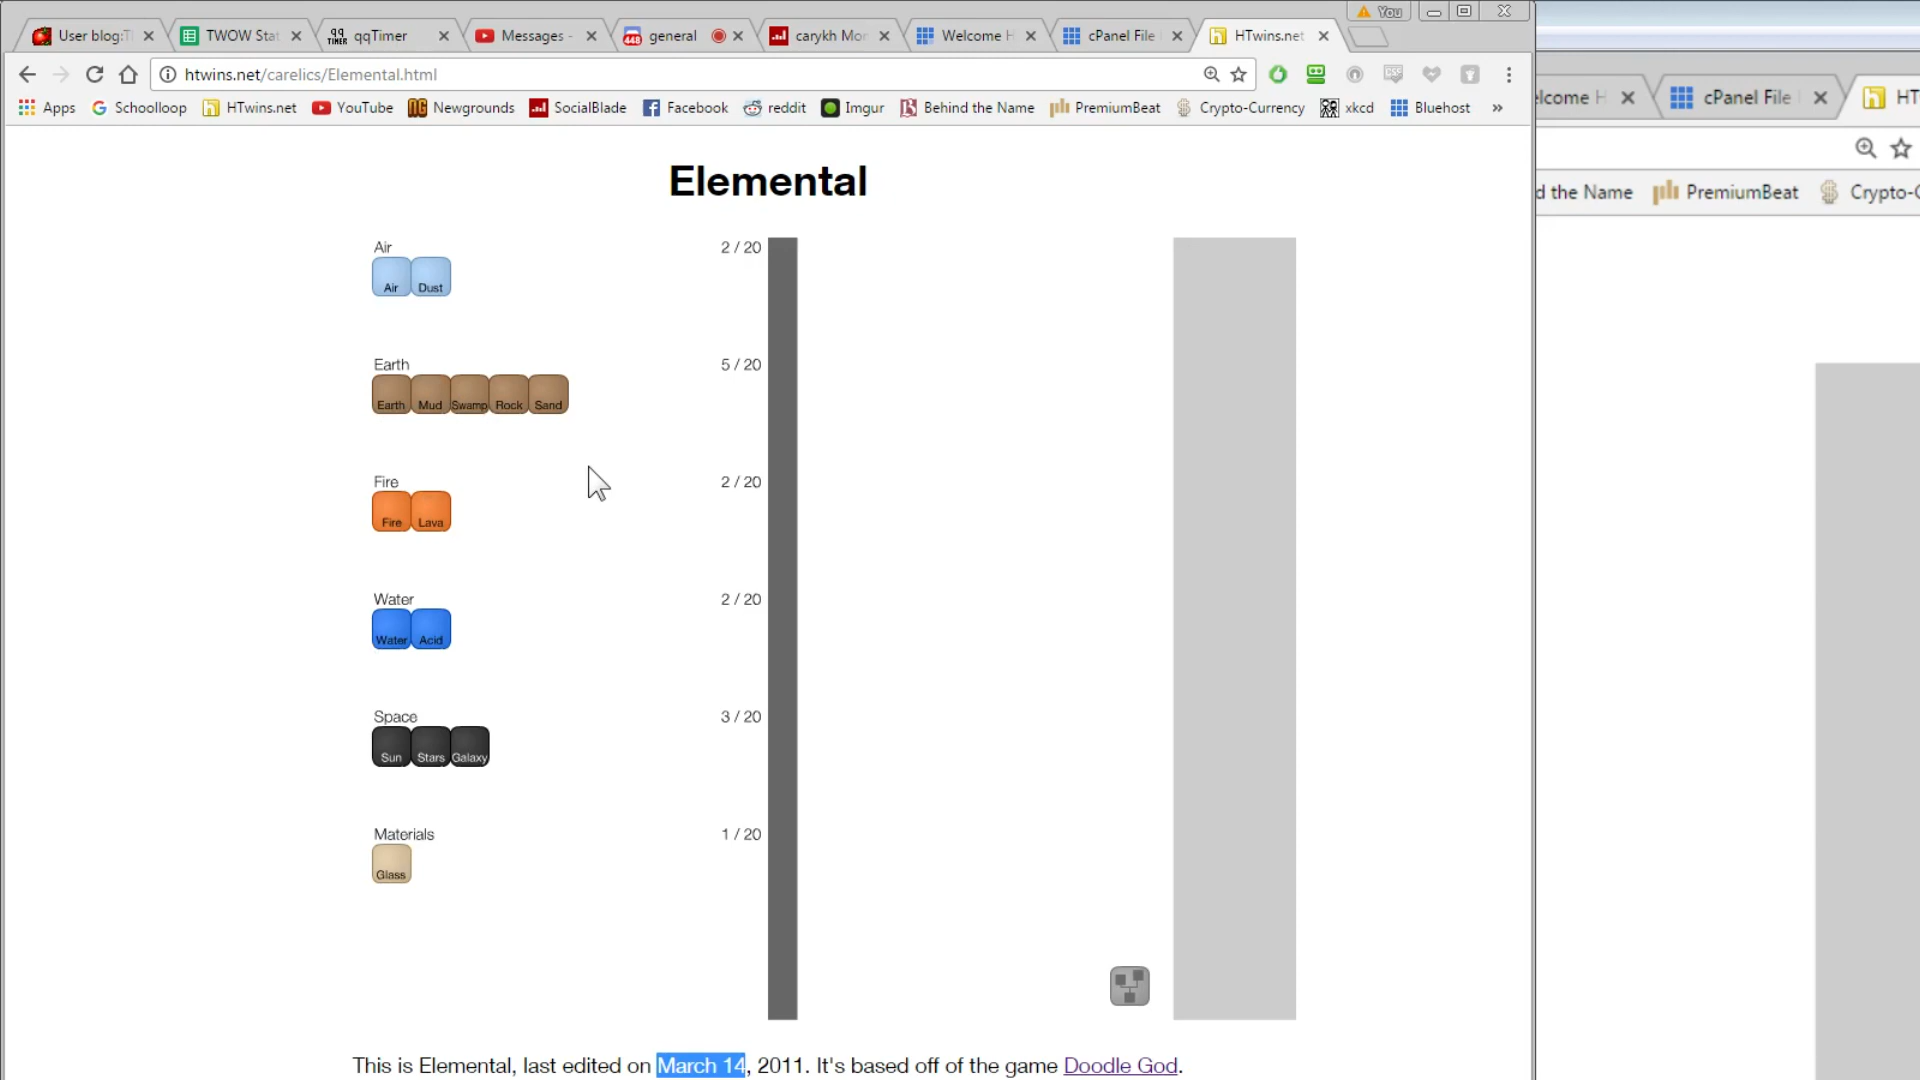 You
User blog:T
TWOW Sta
qqTimer
Messages -
general
carykh Mor
Welcome H
cPanel File
HTwins.net
htwins.net/carelics/Elemental.html
Apps
Schoolloop
HTwins.net
YouTube
Newgrounds
SocialBlade
Facebook
reddit
Imgur
Behind the Name
PremiumBeat
Crypto-Currency
xkcd
Bluehost
»
elcome H
cPanel File
HT
d the Name
PremiumBeat
Crypto-C
Elemental
Air 2 / 20
Air Dust
Earth 5 / 20
Earth Mud Swamp Rock Sand
Fire 2 / 20
Fire Lava
Water 2 / 20
Water Acid
Space 3 / 20
Sun Stars Galaxy
Materials 1 / 20
Glass
This is Elemental, last edited on March 14, 2011. It's based off of the game Doodle God.